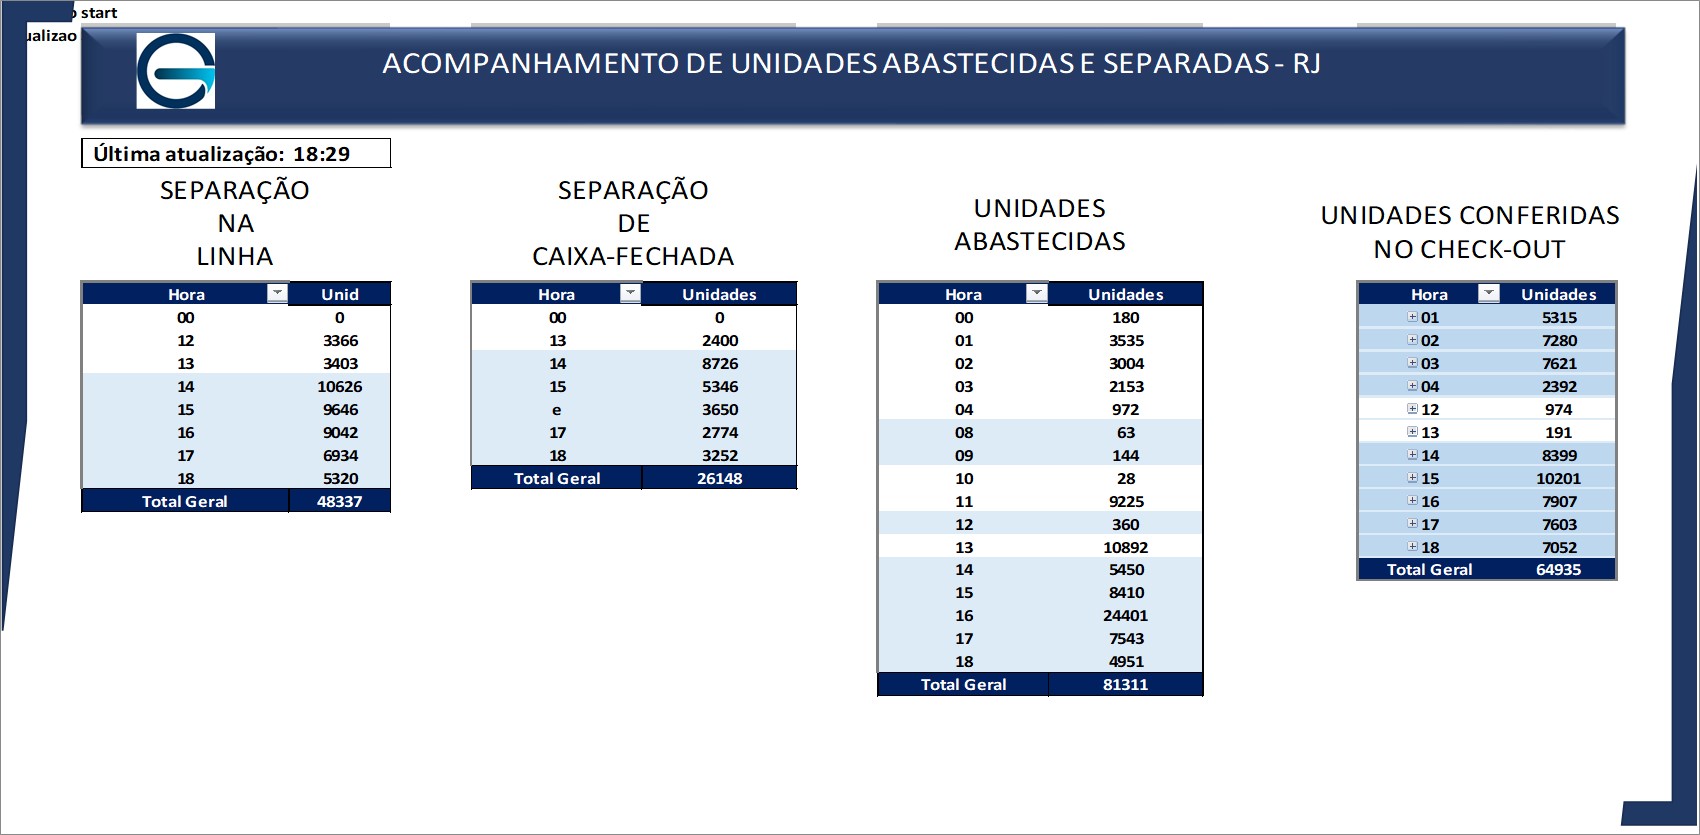 start
ualizao
ACOMPANHAMENTO DE UNIDADES ABASTECIDAS E SEPARADAS - RJ
Última atualização: 18:29
SEPARAÇÃO
NA
LINHA
Hora Unid
00 0
12 3366
13 3403
14 10626
15 9646
16 9042
17 6934
18 5320
Total Geral 48337
SEPARAÇÃO
DE
CAIXA-FECHADA
Hora Unidades
00 0
13 2400
14 8726
15 5346
e 3650
17 2774
18 3252
Total Geral 26148
UNIDADES
ABASTECIDAS
Hora Unidades
00 180
01 3535
02 3004
03 2153
04 972
08 63
09 144
10 28
11 9225
12 360
13 10892
14 5450
15 8410
16 24401
17 7543
18 4951
Total Geral 81311
UNIDADES CONFERIDAS
NO CHECK-OUT
Hora Unidades
01 5315
02 7280
03 7621
04 2392
12 974
13 191
14 8399
15 10201
16 7907
17 7603
18 7052
Total Geral 64935